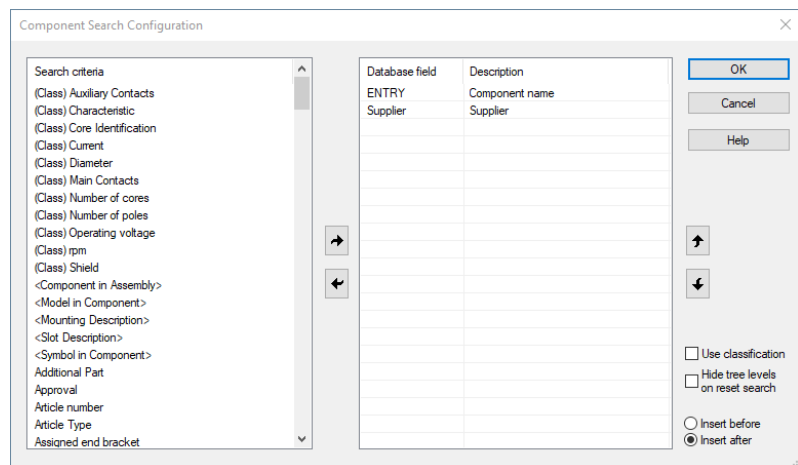 Component Search Configuration
Search criteria
(Class) Auxiliary Contacts
(Class) Characteristic
(Class) Core Identification
(Class) Current
(Class) Diameter
(Class) Main Contacts
(Class) Number of cores
(Class) Number of poles
(Class) Operating voltage
(Class) rpm
(Class) Shield
<Component in Assembly>
<Model in Component>
<Mounting Description>
<Slot Description>
<Symbol in Component>
Additional Part
Approval
Article number
Article Type
Assigned end bracket
Database field Description
ENTRY Component name
Supplier Supplier
OK
Cancel
Help
Use classification
Hide tree levels
on reset search
Insert before
Insert after